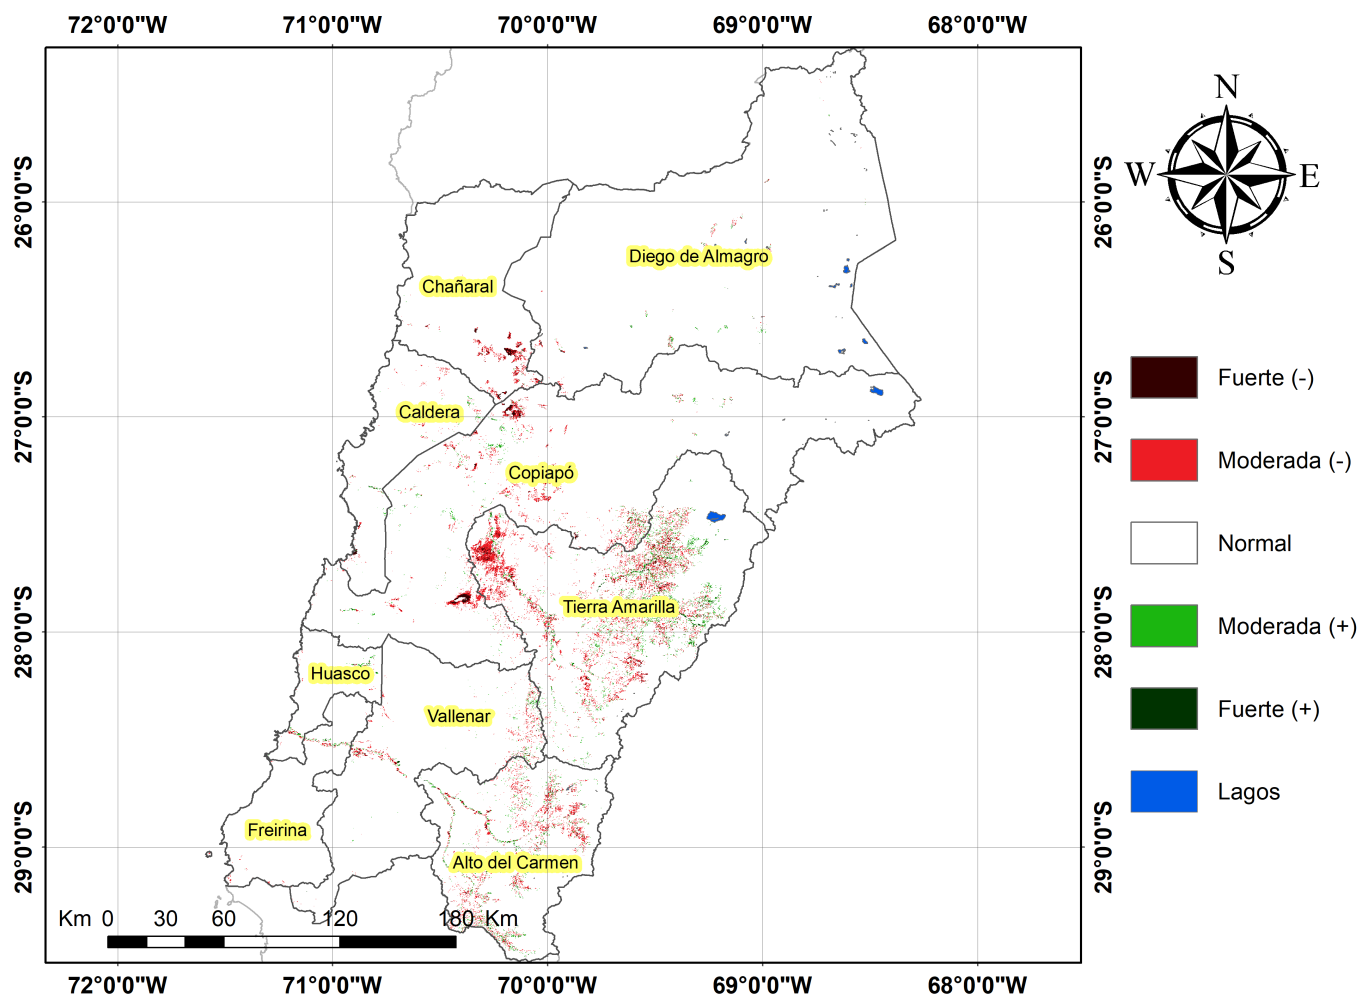 72°0'0"W 71°0'0"W 70°0'0"W 69°0'0"W 68°0'0"W
N
W E
S
26°0'0"S 26°0'0"S
Diego de Almagro
Chañaral
Fuerte (-)
27°0'0"S 27°0'0"S
Caldera
Moderada (-)
Copiapó
Normal
28°0'0"S 28°0'0"S
Tierra Amarilla
Moderada (+)
Huasco
Vallenar
Fuerte (+)
Lagos
29°0'0"S 29°0'0"S
Freirina
Alto del Carmen
Km 0 30 60 120 180 Km
72°0'0"W 71°0'0"W 70°0'0"W 69°0'0"W 68°0'0"W